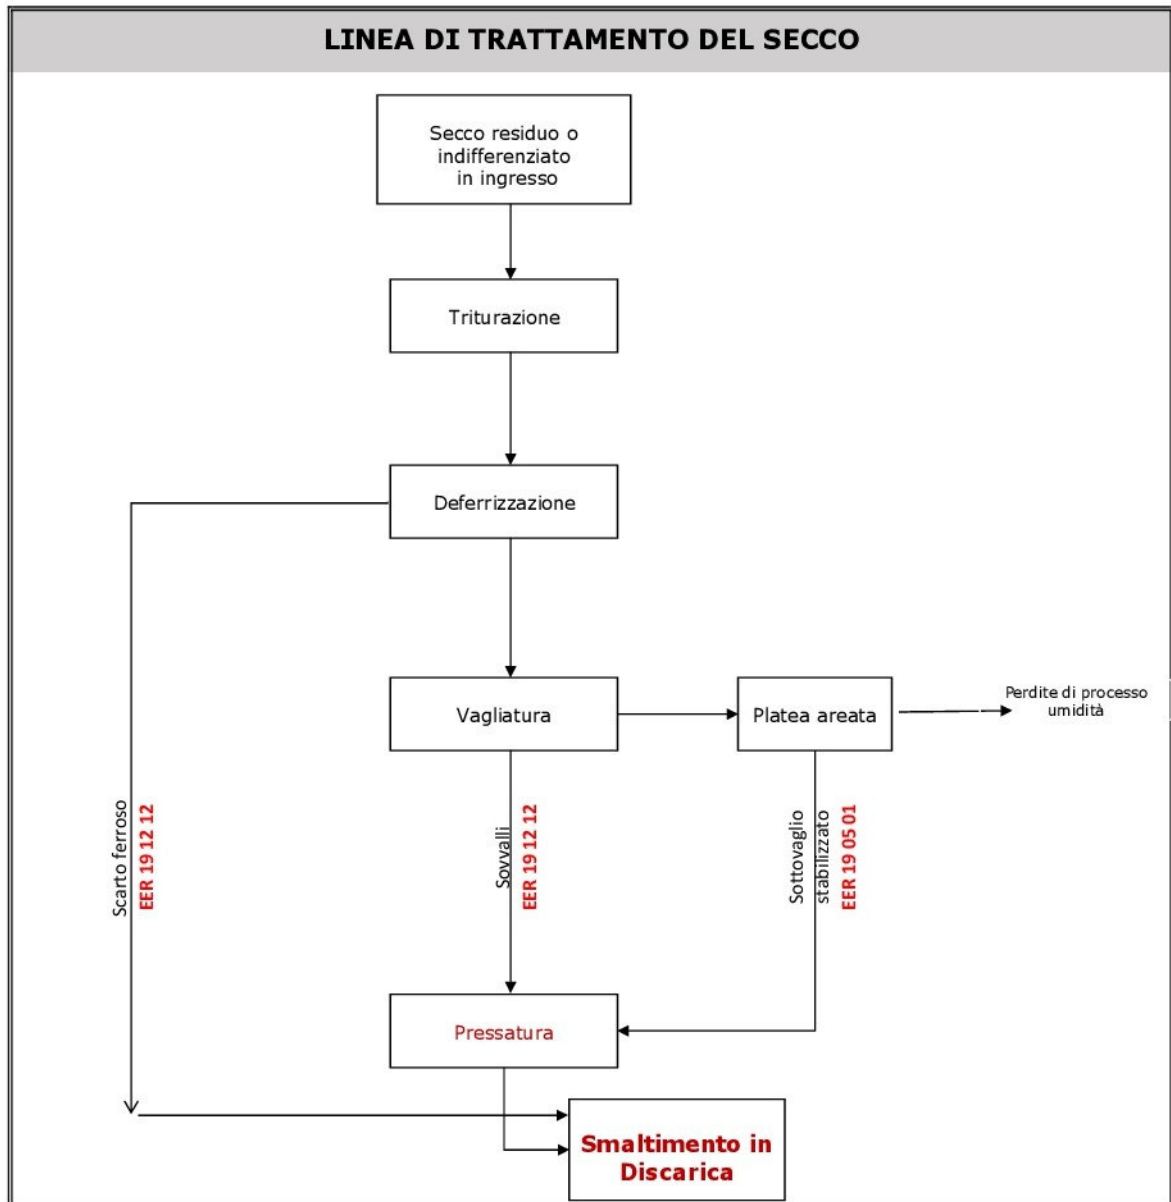 LINEA DI TRATTAMENTO DEL SECCO
Secco residuo o
indifferenziato
in ingresso
Triturazione
Deferrizzazione
Vagliatura
Platea areata
Perdite di processo
umidità
Scarto ferroso
EER 19 12 12
Sovvalli
EER 19 12 12
Sottovaglio
stabilizzato
EER 19 05 01
Pressatura
Smaltimento in
Discarica